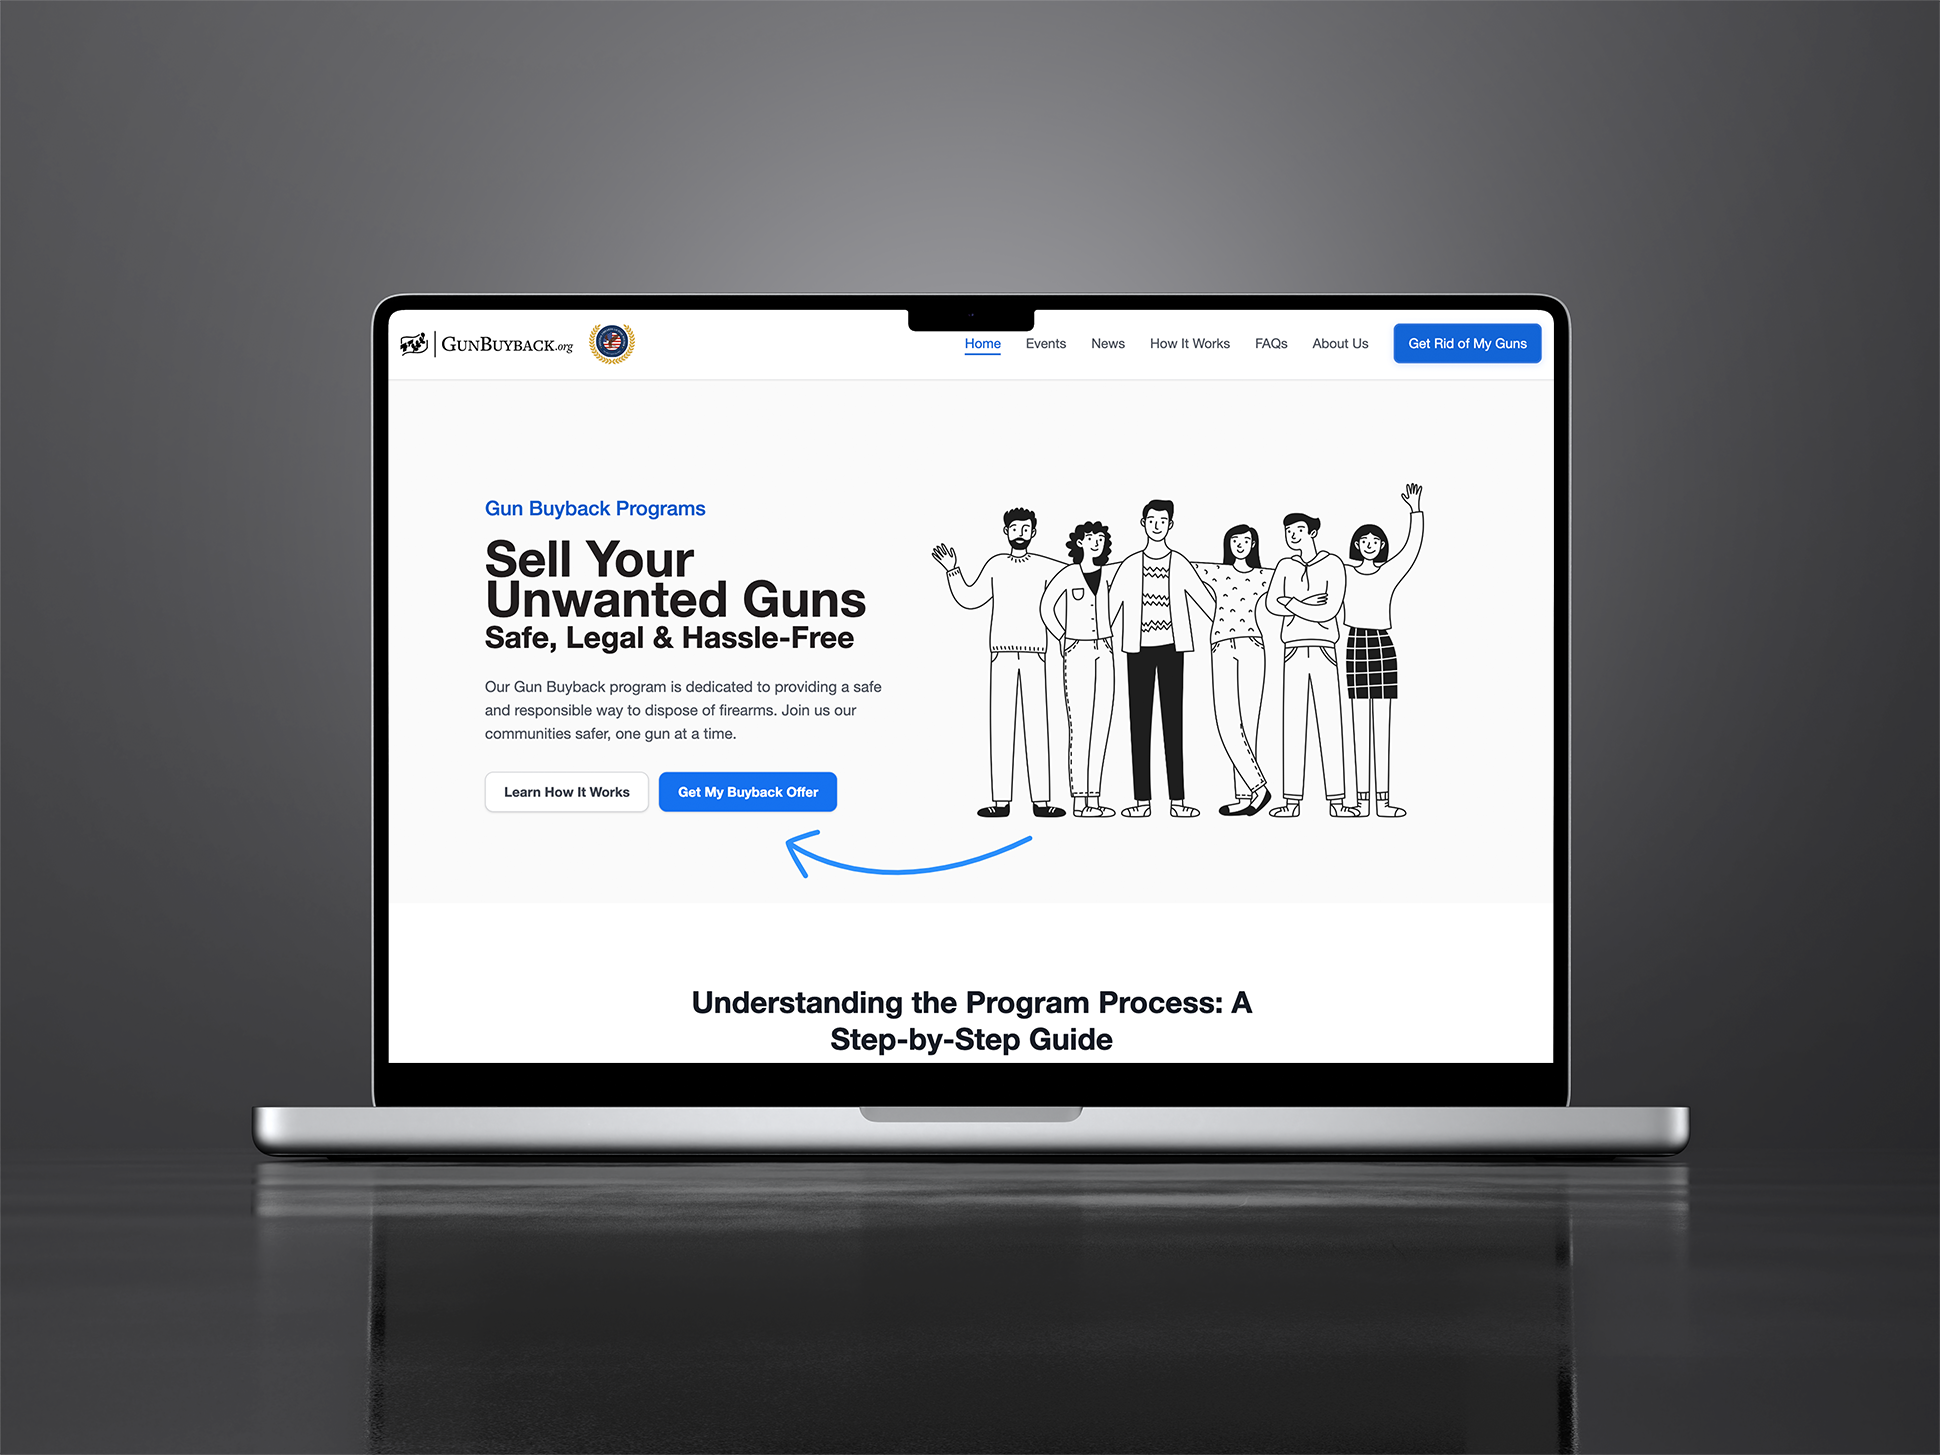 GUNBUYBACK.org
Home
Events
News
How It Works
FAQs
About Us
Get Rid of My Guns
Gun Buyback Programs
Sell Your
Unwanted Guns
Safe, Legal & Hassle-Free
Our Gun Buyback program is dedicated to providing a safe
and responsible way to dispose of firearms. Join us our
communities safer, one gun at a time.
Learn How It Works
Get My Buyback Offer
Understanding the Program Process: A
Step-by-Step Guide